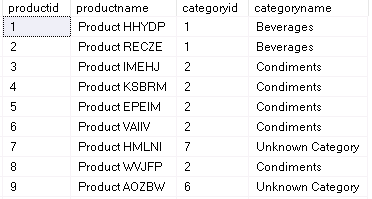 productid productname categoryid categoryname
1 Product HHYDP 1 Beverages
2 Product RECZE 1 Beverages
3 Product IMEHJ 2 Condiments
4 Product KSBRM 2 Condiments
5 Product EPEIM 2 Condiments
6 Product VAIIV 2 Condiments
7 Product HMLNI 7 Unknown Category
8 Product WVJFP 2 Condiments
9 Product AOZBW 6 Unknown Category